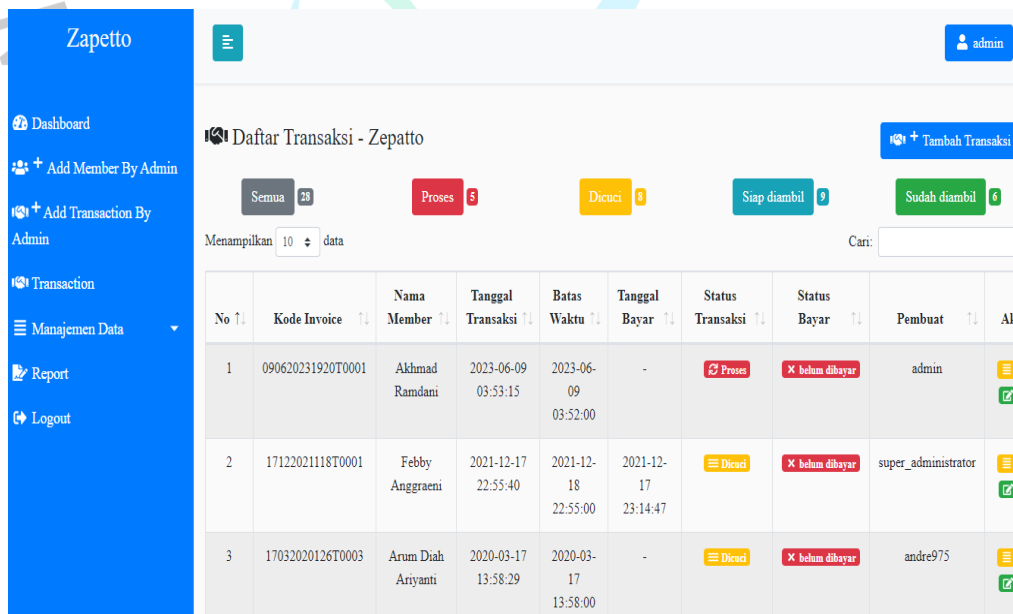 Zapetto
admin
Dashboard
+ Add Member By Admin
+ Add Transaction By
Admin
Transaction
Manajemen Data
Report
Logout
Daftar Transaksi - Zepatto
+ Tambah Transaksi
Semua 28
Proses 5
Dicuci 8
Siap diambil 9
Sudah diambil 6
Menampilkan 10 data
Cari:
No
Kode Invoice
Nama
Member
Tanggal
Transaksi
Batas
Waktu
Tanggal
Bayar
Status
Transaksi
Status
Bayar
Pembuat
1
090620231920T0001
Akhmad
Ramdani
2023-06-09
03:53:15
2023-06-
09
03:52:00
-
Proses
X belum dibayar
admin
2
17122021118T0001
Febby
Anggraeni
2021-12-17
22:55:40
2021-12-
18
22:55:00
2021-12-
17
23:14:47
Dicuci
X belum dibayar
super_administrator
3
17032020126T0003
Arum Diah
Ariyanti
2020-03-17
13:58:29
2020-03-
17
13:58:00
-
Dicuci
X belum dibayar
andre975